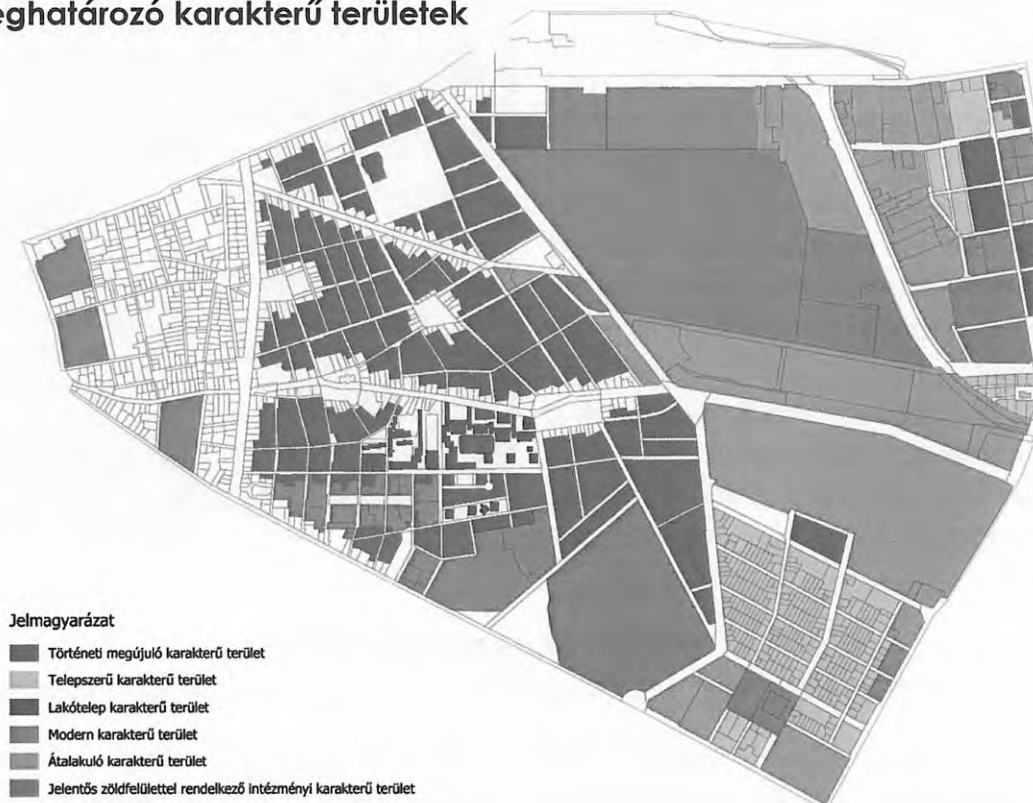 eghatározó karakterű területek
Jelmagyarázat
Történeti megújuló karakterű terület
Telepszerű karakterű terület
Lakótelep karakterű terület
Modern karakterű terület
Átalakuló karakterű terület
Jelentős zöldfelülettel rendelkező intézményi karakterű terület